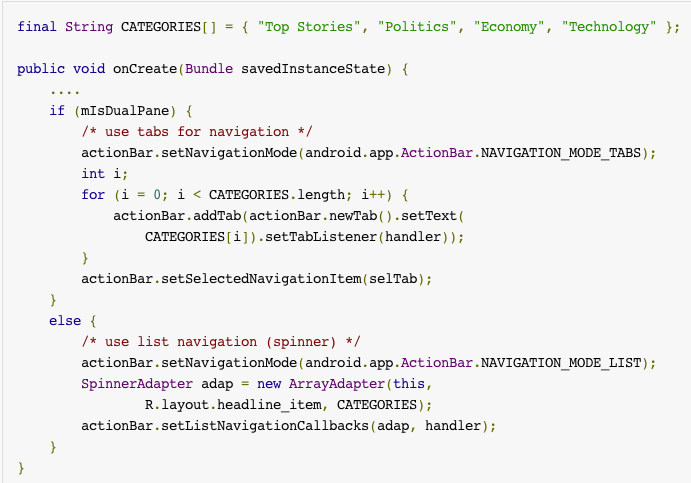 final String CATEGORIES[] = { "Top Stories", "Politics", "Economy", "Technology" };

public void onCreate(Bundle savedInstanceState) {
    ....
    if (mIsDualPane) {
        /* use tabs for navigation */
        actionBar.setNavigationMode(android.app.ActionBar.NAVIGATION_MODE_TABS);
        int i;
        for (i = 0; i < CATEGORIES.length; i++) {
            actionBar.addTab(actionBar.newTab().setText(
                CATEGORIES[i]).setTabListener(handler));
        }
        actionBar.setSelectedNavigationItem(selTab);
    }
    else {
        /* use list navigation (spinner) */
        actionBar.setNavigationMode(android.app.ActionBar.NAVIGATION_MODE_LIST);
        SpinnerAdapter adap = new ArrayAdapter(this,
                R.layout.headline_item, CATEGORIES);
        actionBar.setListNavigationCallbacks(adap, handler);
    }
}